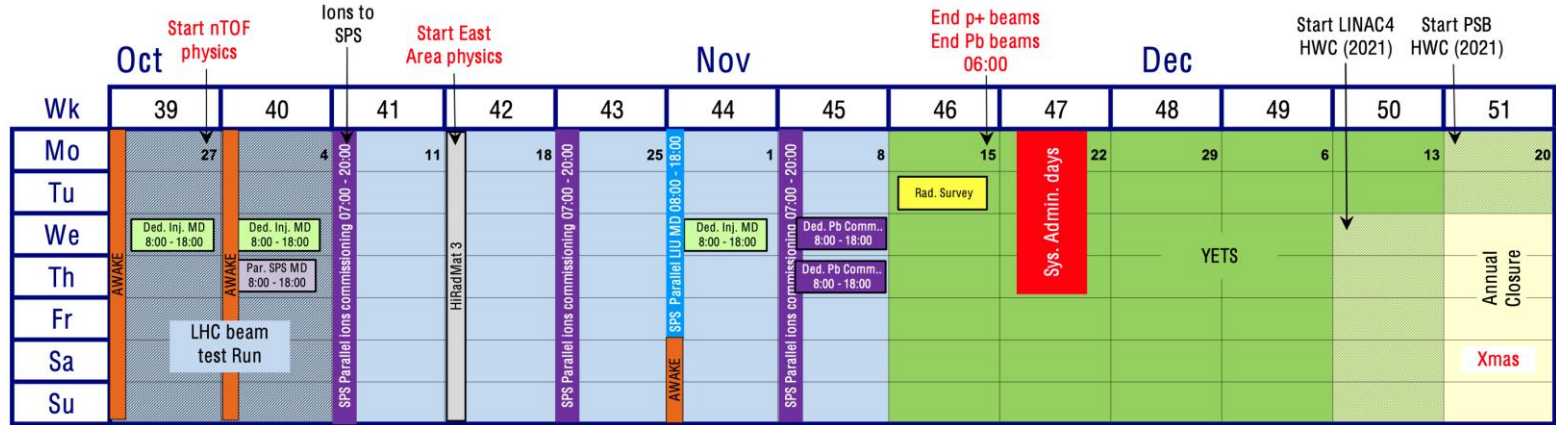 Start nTOF
physics
Ions to
SPS
Start East
Area physics
End p+ beams
End Pb beams
06:00
Start LINAC4
HWC (2021)
Start PSB
HWC (2021)
Oct
Nov
Dec
Wk 39 40 41 42 43 44 45 46 47 48 49 50 51
Mo 27 4 11 18 25 1 8 15 22 29 6 13 20
Tu
We
Th
Fr
Sa
Su
AWAKE
Ded. Inj. MD
8:00 - 18:00
AWAKE
Ded. Inj. MD
8:00 - 18:00
Par. SPS MD
8:00 - 18:00
LHC beam
test Run
SPS Parallel ions commissioning 07:00 - 20:00
HiRadMat 3
SPS Parallel ions commissioning 07:00 - 20:00
SPS Parallel LIU MD 08:00 - 18:00
AWAKE
Ded. Inj. MD
8:00 - 18:00
SPS Parallel ions commissioning 07:00 - 20:00
Ded. Pb Comm..
8:00 - 18:00
Ded. Pb Comm..
8:00 - 18:00
Rad. Survey
Sys. Admin. days
YETS
Annual
Closure
Xmas